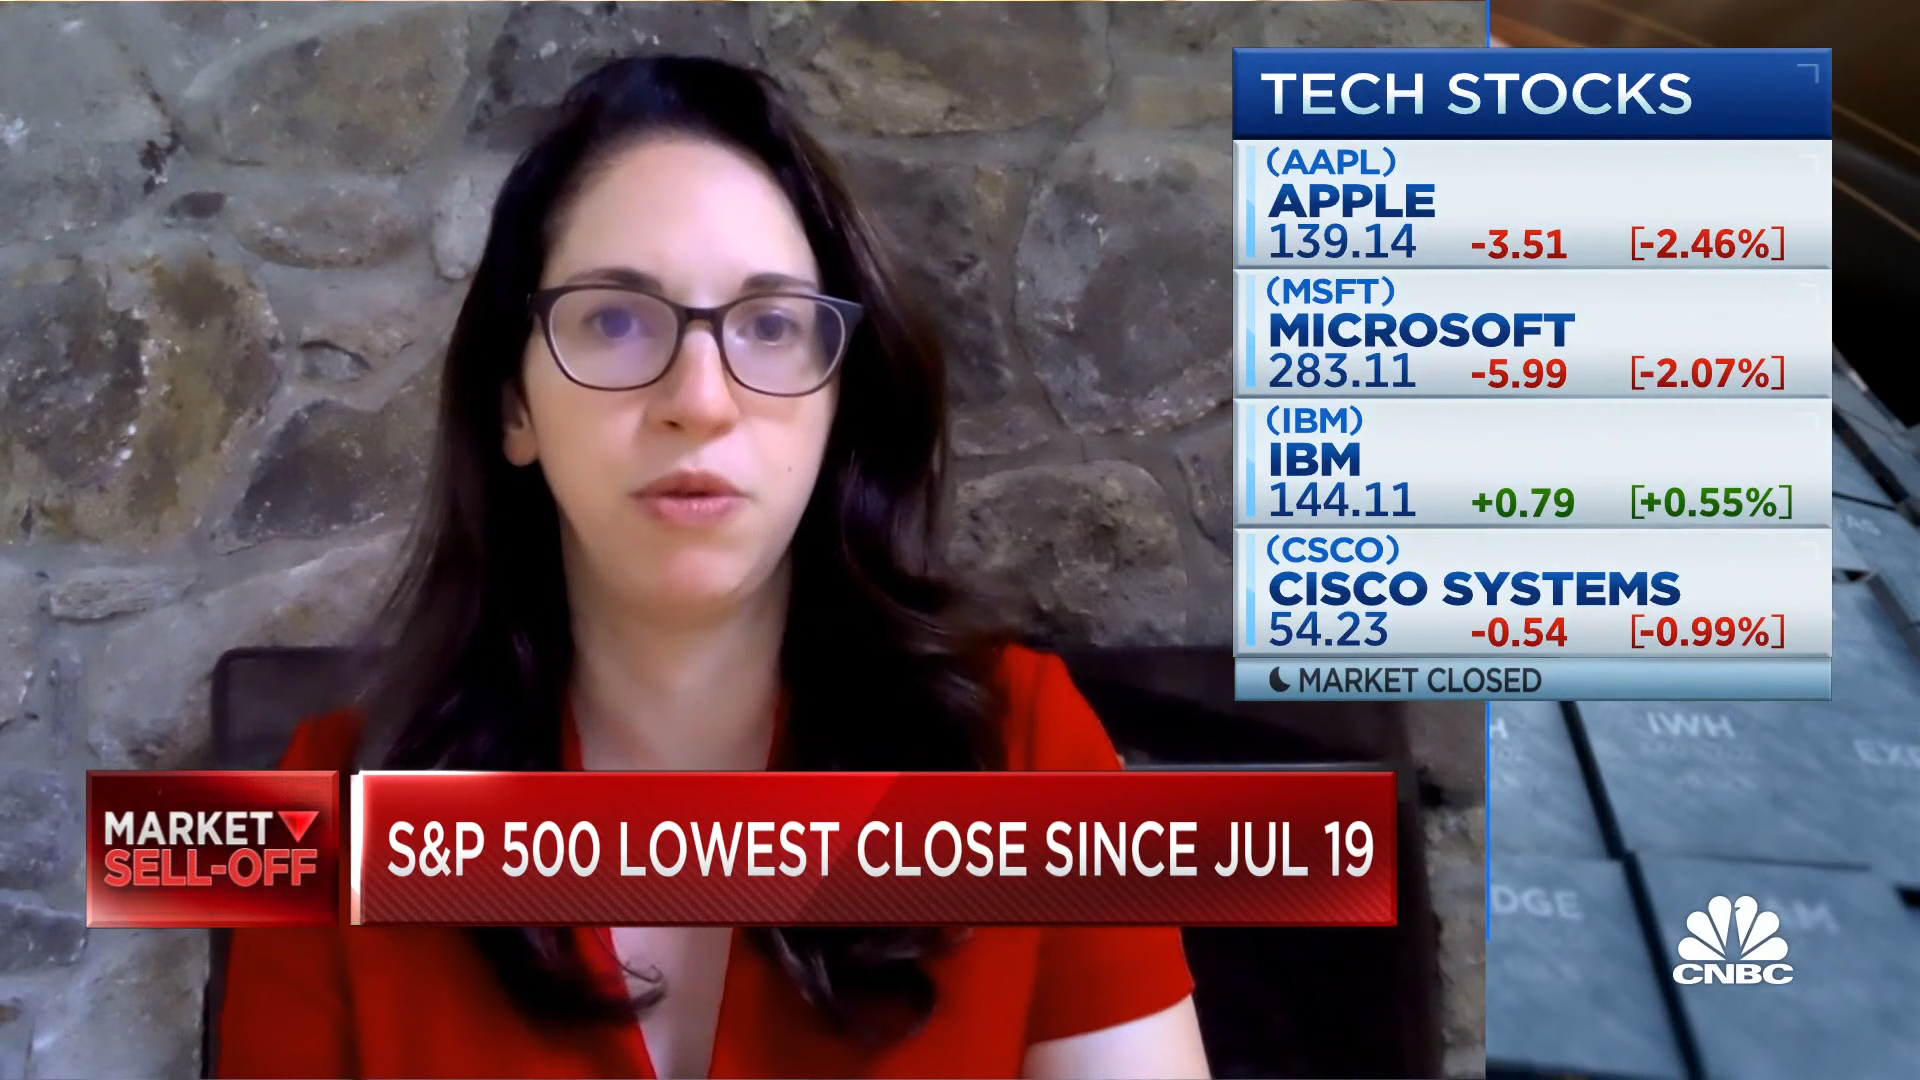 TECH STOCKS
(AAPL)
APPLE
139.14 -3.51 [-2.46%]
(MSFT)
MICROSOFT
283.11 -5.99 [-2.07%]
(IBM)
IBM
144.11 +0.79 [+0.55%]
(CSCO)
CISCO SYSTEMS
54.23 -0.54 [-0.99%]
MARKET CLOSED
IWH
MARKET
SELL-OFF
S&P 500 LOWEST CLOSE SINCE JUL 19
CNBC